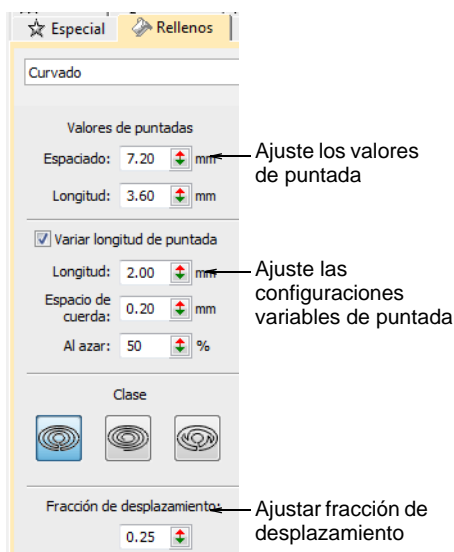 Especial Rellenos
Curvado
Valores de puntadas
Espaciado: 7.20 mm
Ajuste los valores
de puntada
Longitud: 3.60 mm
Variar longitud de puntada
Longitud: 2.00 mm
Ajuste las
configuraciones
variables de puntada
Espacio de
cuerda: 0.20 mm
Al azar: 50 %
Clase
Fracción de desplazamiento:
Ajustar fracción de
desplazamiento
0.25